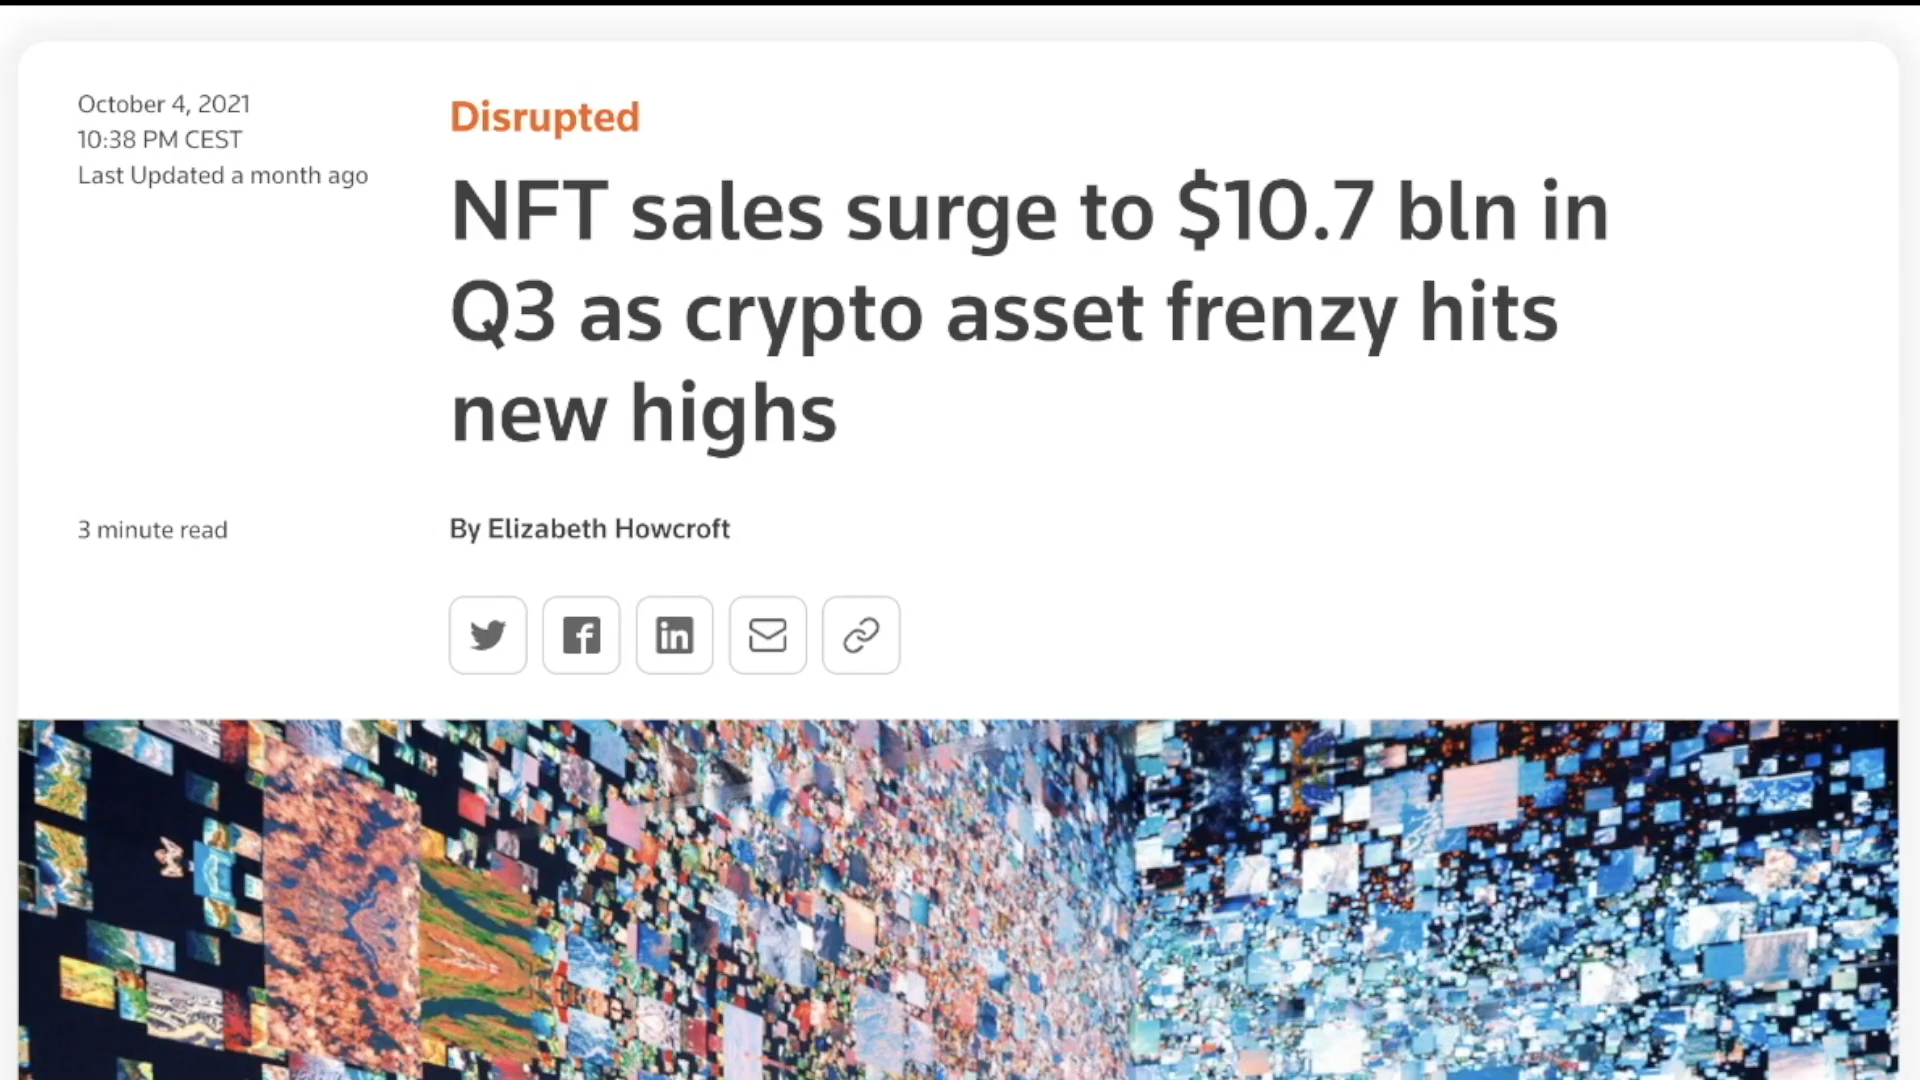 October 4, 2021
10:38 PM CEST
Last Updated a month ago
Disrupted
NFT sales surge to $10.7 bln in
Q3 as crypto asset frenzy hits
new highs
3 minute read
By Elizabeth Howcroft